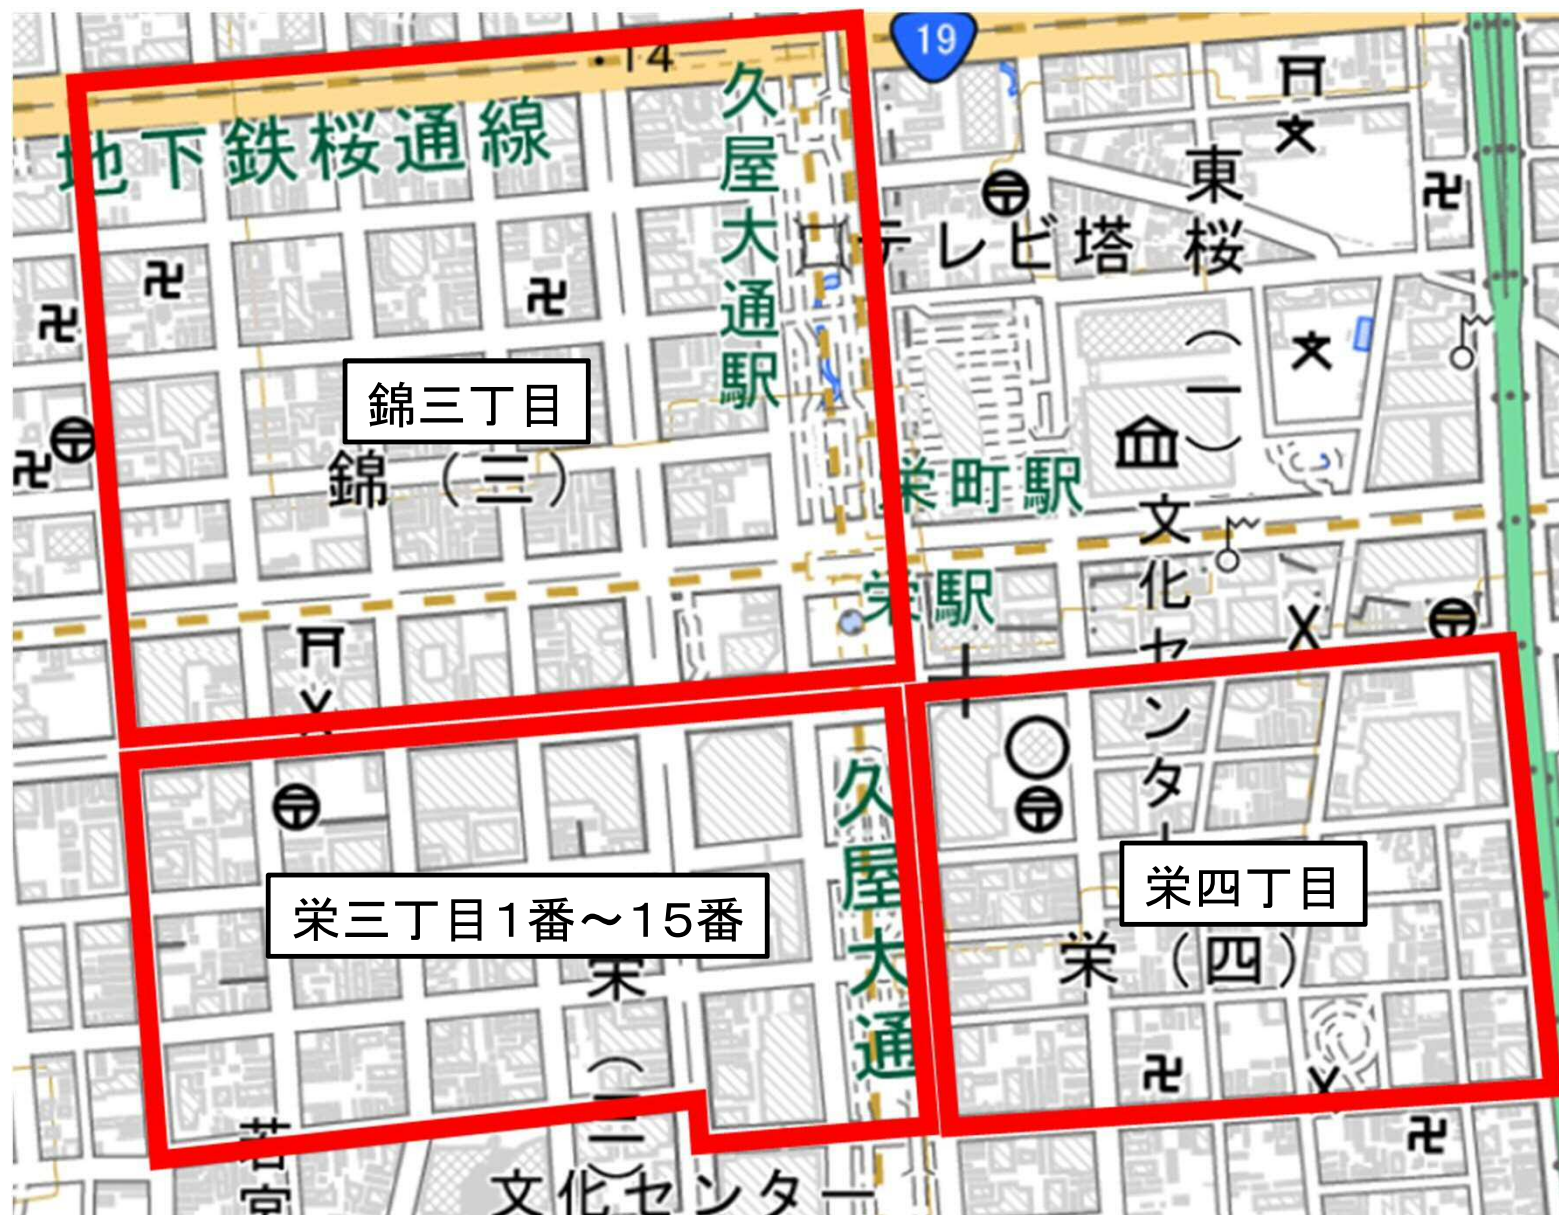 19
14
地下鉄桜通線
久屋大通駅
東桜(一)
テレビ塔
錦三丁目
錦(三)
栄町駅
栄駅
文化センター
栄三丁目1番～15番
栄(三)
久屋大通
栄四丁目
栄(四)
若宮
文化センター